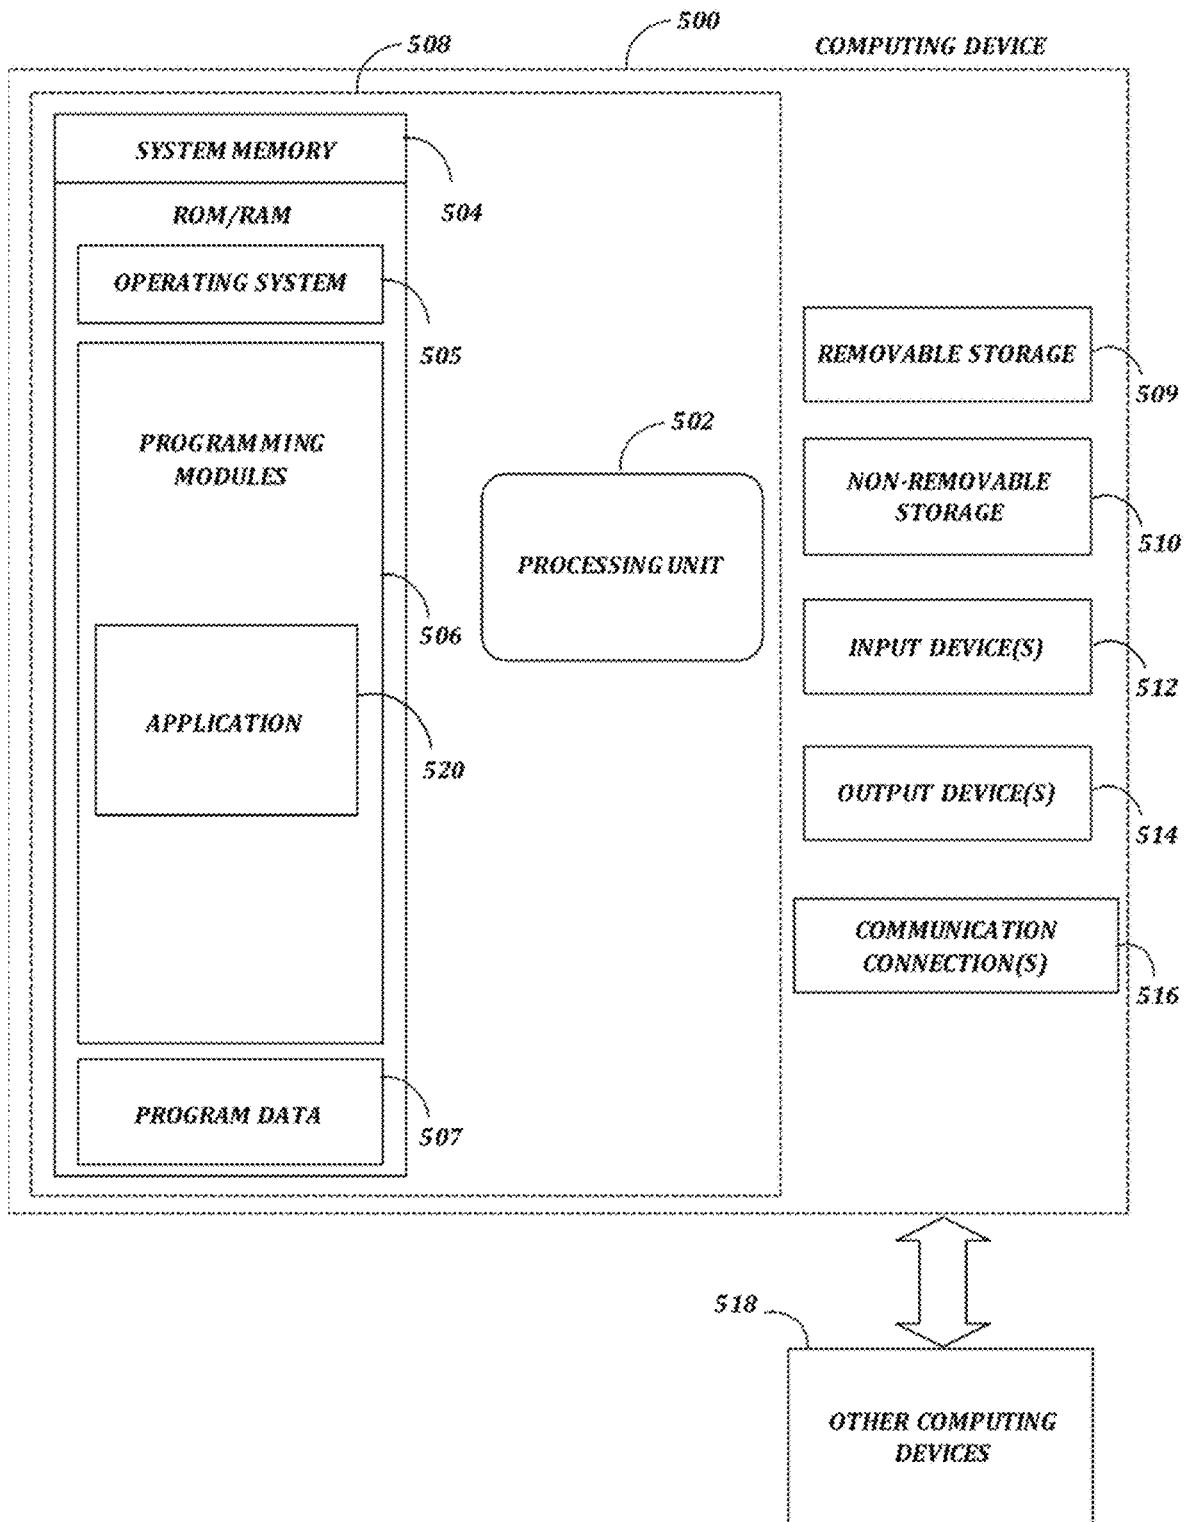 500
COMPUTING DEVICE
508
SYSTEM MEMORY
504
ROM/RAM
OPERATING SYSTEM
505
PROGRAMMING
MODULES
506
APPLICATION
520
PROGRAM DATA
507
502
PROCESSING UNIT
REMOVABLE STORAGE
509
NON-REMOVABLE
STORAGE
510
INPUT DEVICE(S)
512
OUTPUT DEVICE(S)
514
COMMUNICATION
CONNECTION(S)
516
518
OTHER COMPUTING
DEVICES